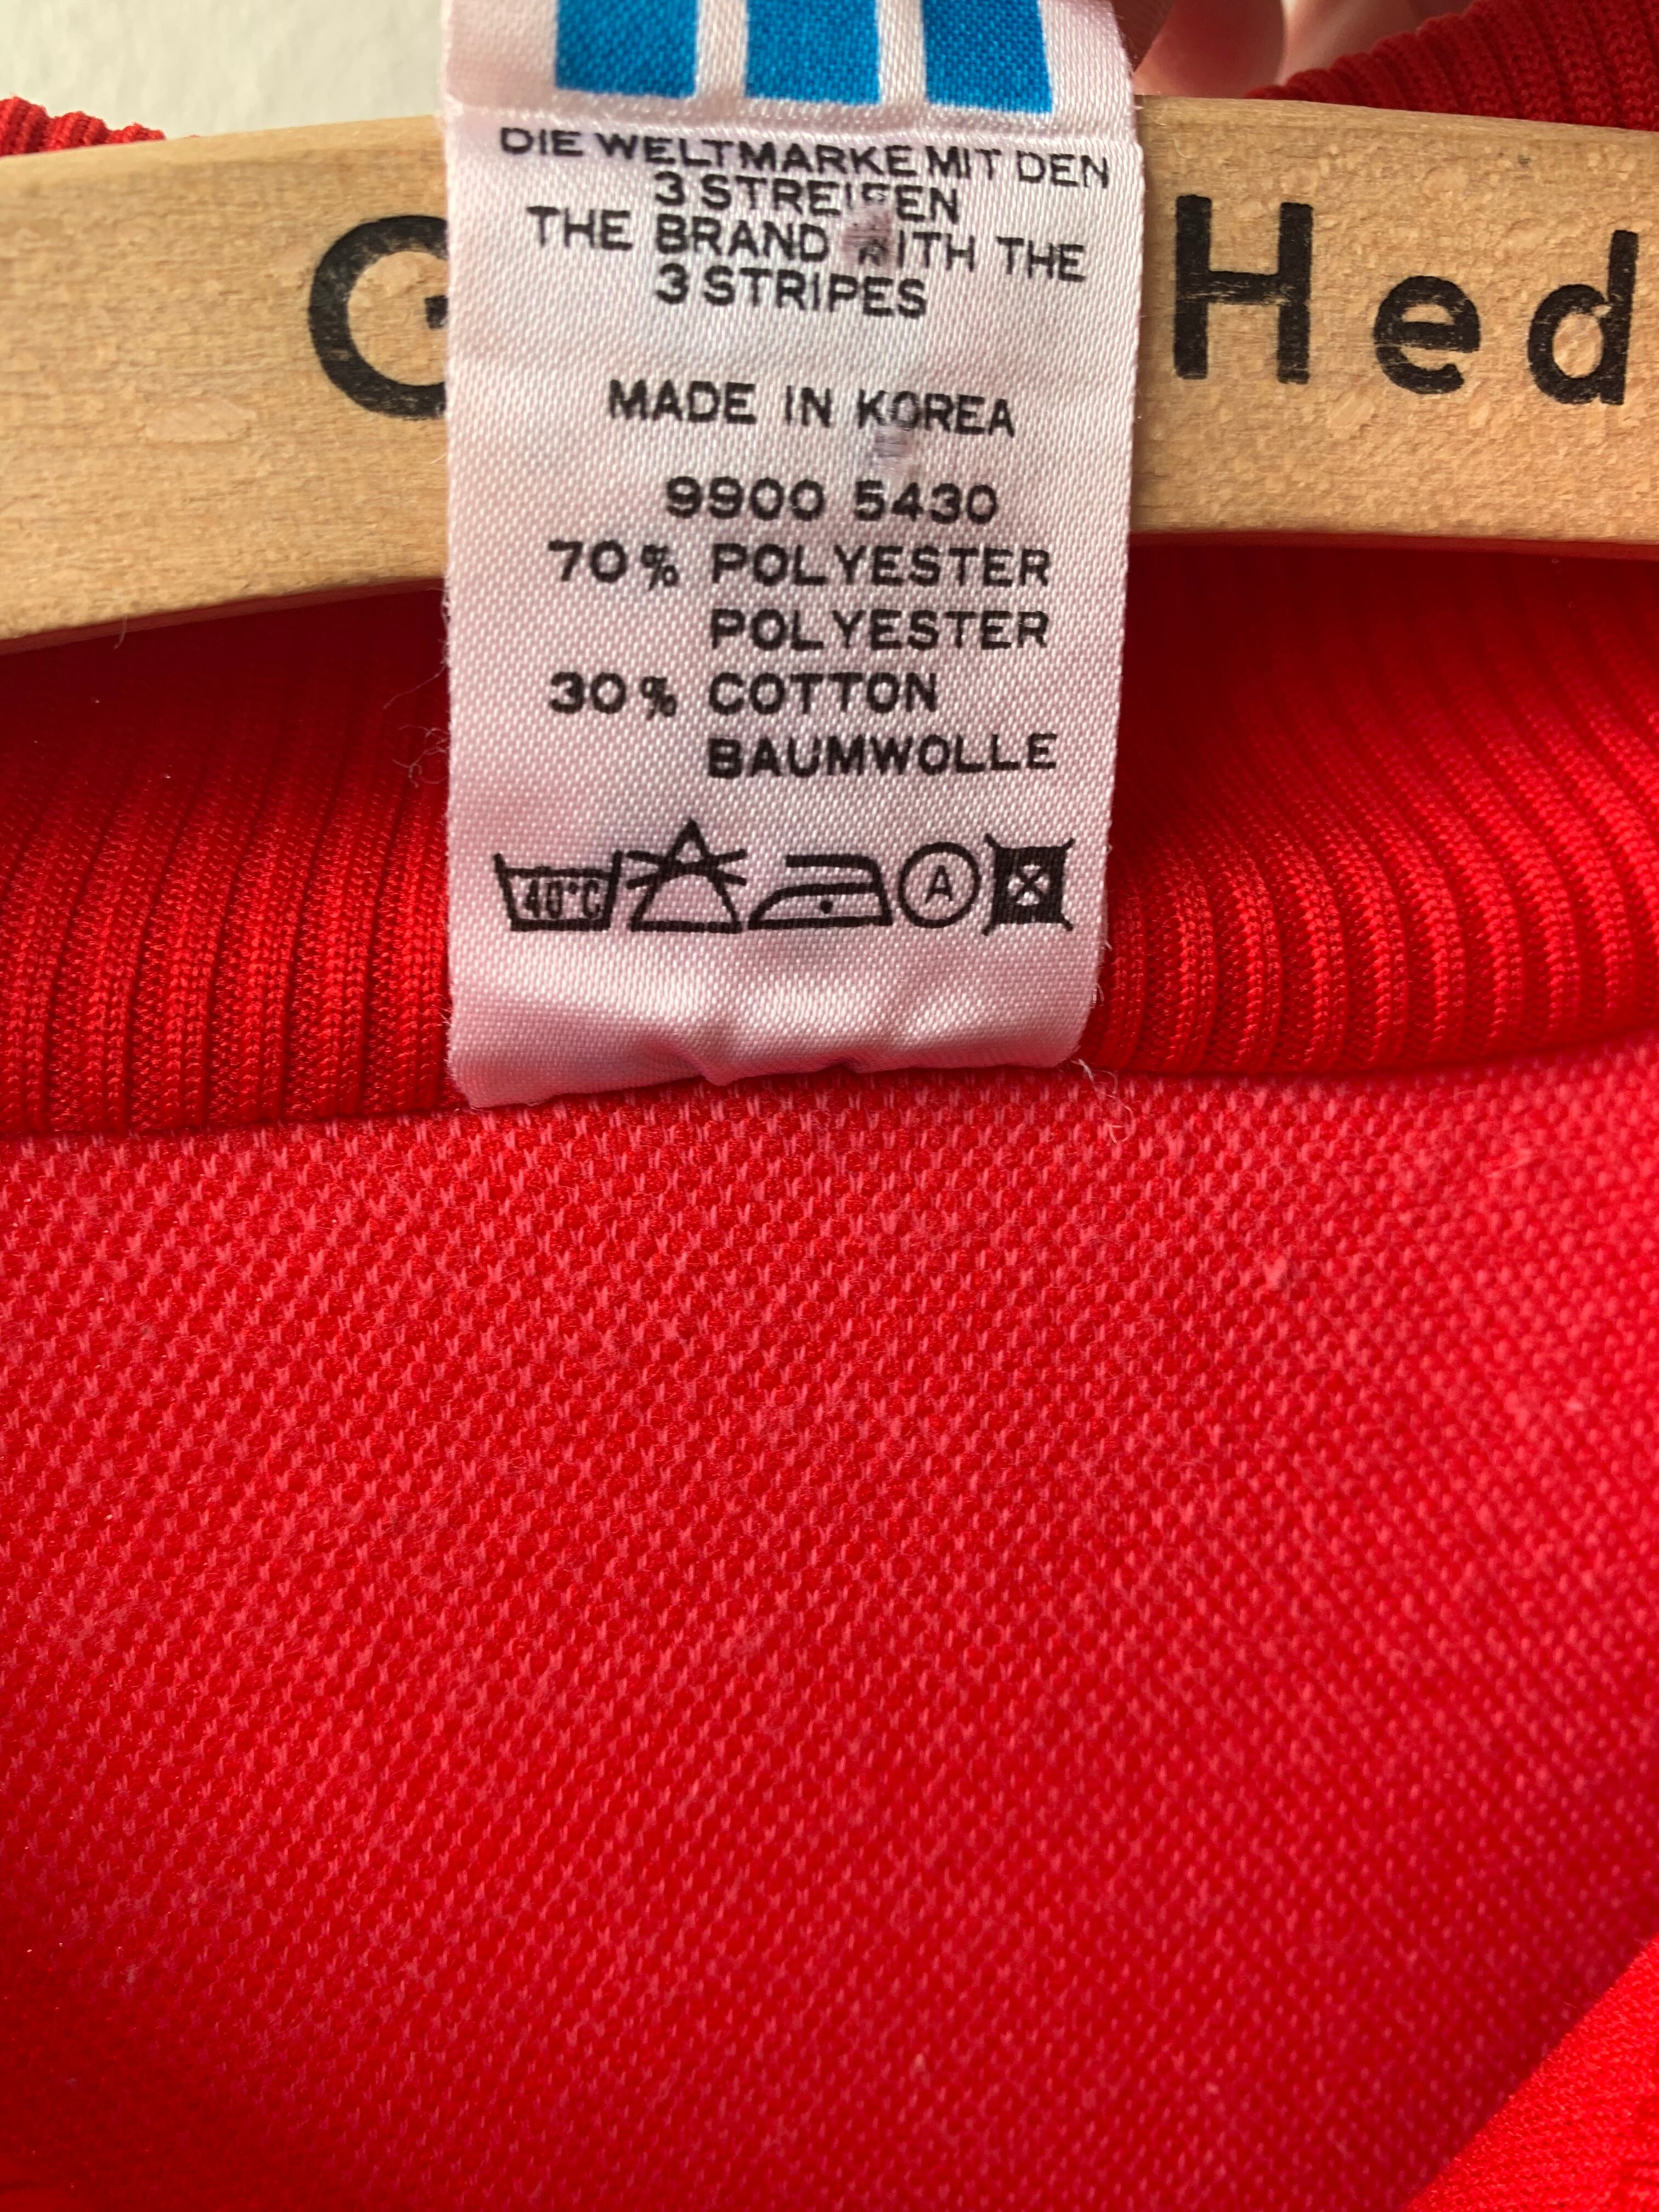 DIE WELTMARKE MIT DEN
3 STREIFEN
THE BRAND WITH THE
3 STRIPES
G
Hed
MADE IN KOREA
9900 5430
70% POLYESTER
POLYESTER
30% COTTON
BAUMWOLLE
40°C
A